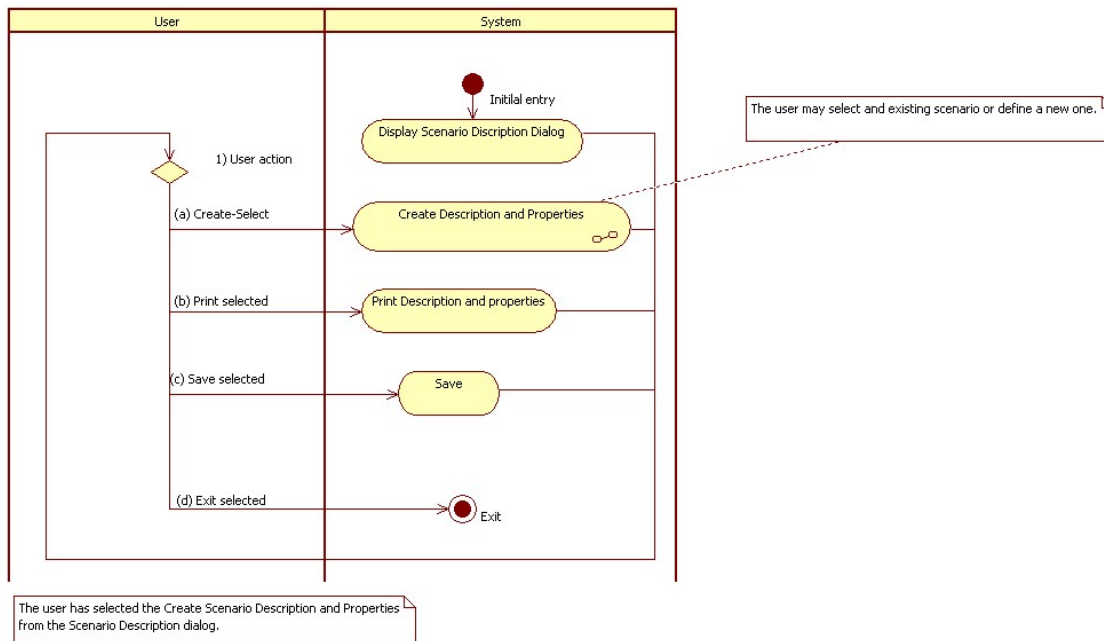 User
System
Initilal entry
The user may select and existing scenario or define a new one.
Display Scenario Discription Dialog
1) User action
(a) Create-Select
Create Description and Properties
(b) Print selected
Print Description and properties
(c) Save selected
Save
(d) Exit selected
Exit
The user has selected the Create Scenario Description and Properties
from the Scenario Description dialog.